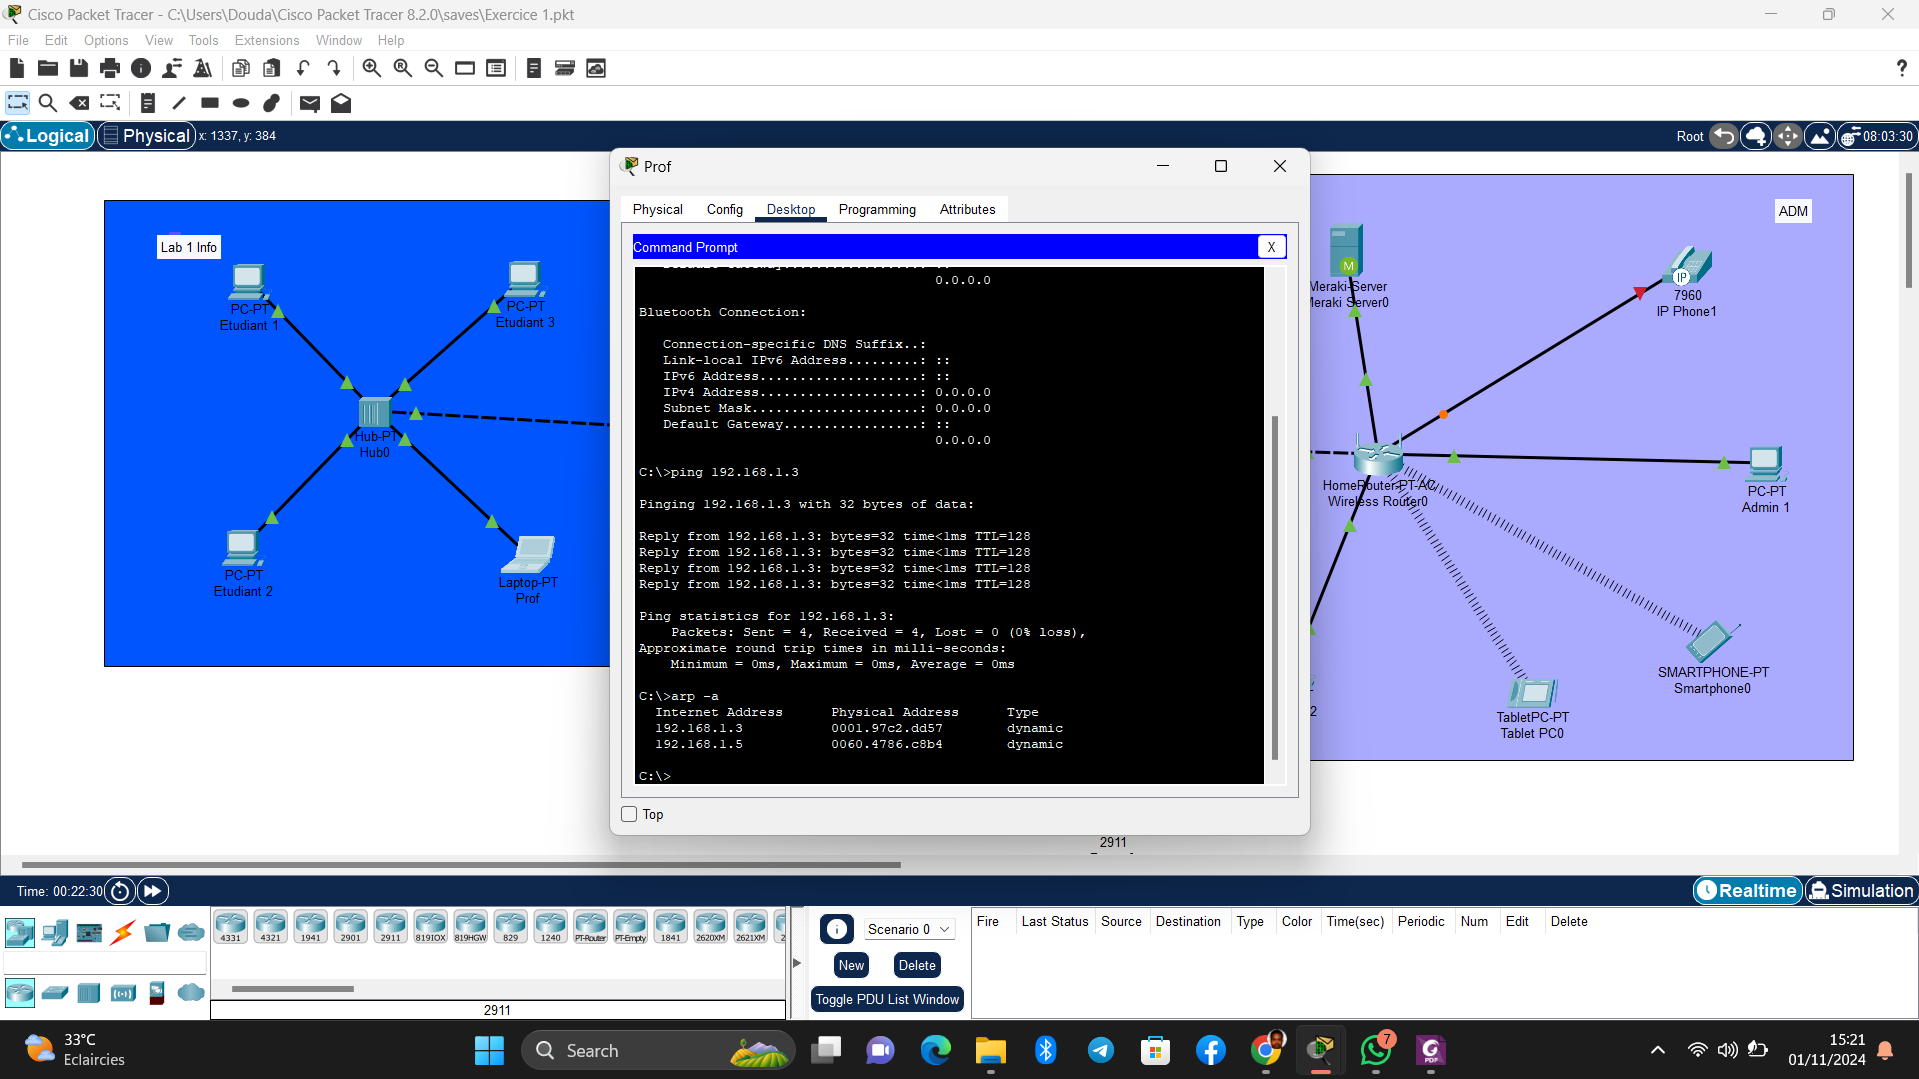 Cisco Packet Tracer - C:\Users\Douda\Cisco Packet Tracer 8.2.0\saves\Exercice 1.pkt
File Edit Options View Tools Extensions Window Help
?
Logical Physical x: 1337, y: 384
Root 08:03:30
Lab 1 Info
PC-PT
Etudiant 1
PC-PT
Etudiant 3
Hub-PT
Hub0
PC-PT
Etudiant 2
Laptop-PT
Prof
Prof
Physical Config Desktop Programming Attributes
Command Prompt X
0.0.0.0
Bluetooth Connection:
Connection-specific DNS Suffix..:
Link-local IPv6 Address.........: ::
IPv6 Address....................: ::
IPv4 Address....................: 0.0.0.0
Subnet Mask.....................: 0.0.0.0
Default Gateway.................: ::
0.0.0.0
C:\>ping 192.168.1.3
Pinging 192.168.1.3 with 32 bytes of data:
Reply from 192.168.1.3: bytes=32 time<1ms TTL=128
Reply from 192.168.1.3: bytes=32 time<1ms TTL=128
Reply from 192.168.1.3: bytes=32 time<1ms TTL=128
Reply from 192.168.1.3: bytes=32 time<1ms TTL=128
Ping statistics for 192.168.1.3:
Packets: Sent = 4, Received = 4, Lost = 0 (0% loss),
Approximate round trip times in milli-seconds:
Minimum = 0ms, Maximum = 0ms, Average = 0ms
C:\>arp -a
Internet Address Physical Address Type
192.168.1.3 0001.97c2.dd57 dynamic
192.168.1.5 0060.4786.c8b4 dynamic
C:\>
Top
ADM
M
Meraki-Server
Meraki Server0
IP
7960
IP Phone1
HomeRouter-PT-AC
Wireless Router0
PC-PT
Admin 1
SMARTPHONE-PT
Smartphone0
TabletPC-PT
Tablet PC0
2
2911
Time: 00:22:30
Realtime Simulation
4331 4321 1941 2901 2911 819IOX 819HGW 829 1240 PT-Router PT-Empty 1841 2620XM 2621XM 2
2911
Scenario 0
New Delete
Toggle PDU List Window
Fire Last Status Source Destination Type Color Time(sec) Periodic Num Edit Delete
33°C
Eclaircies
Search
7
PDF
15:21
01/11/2024